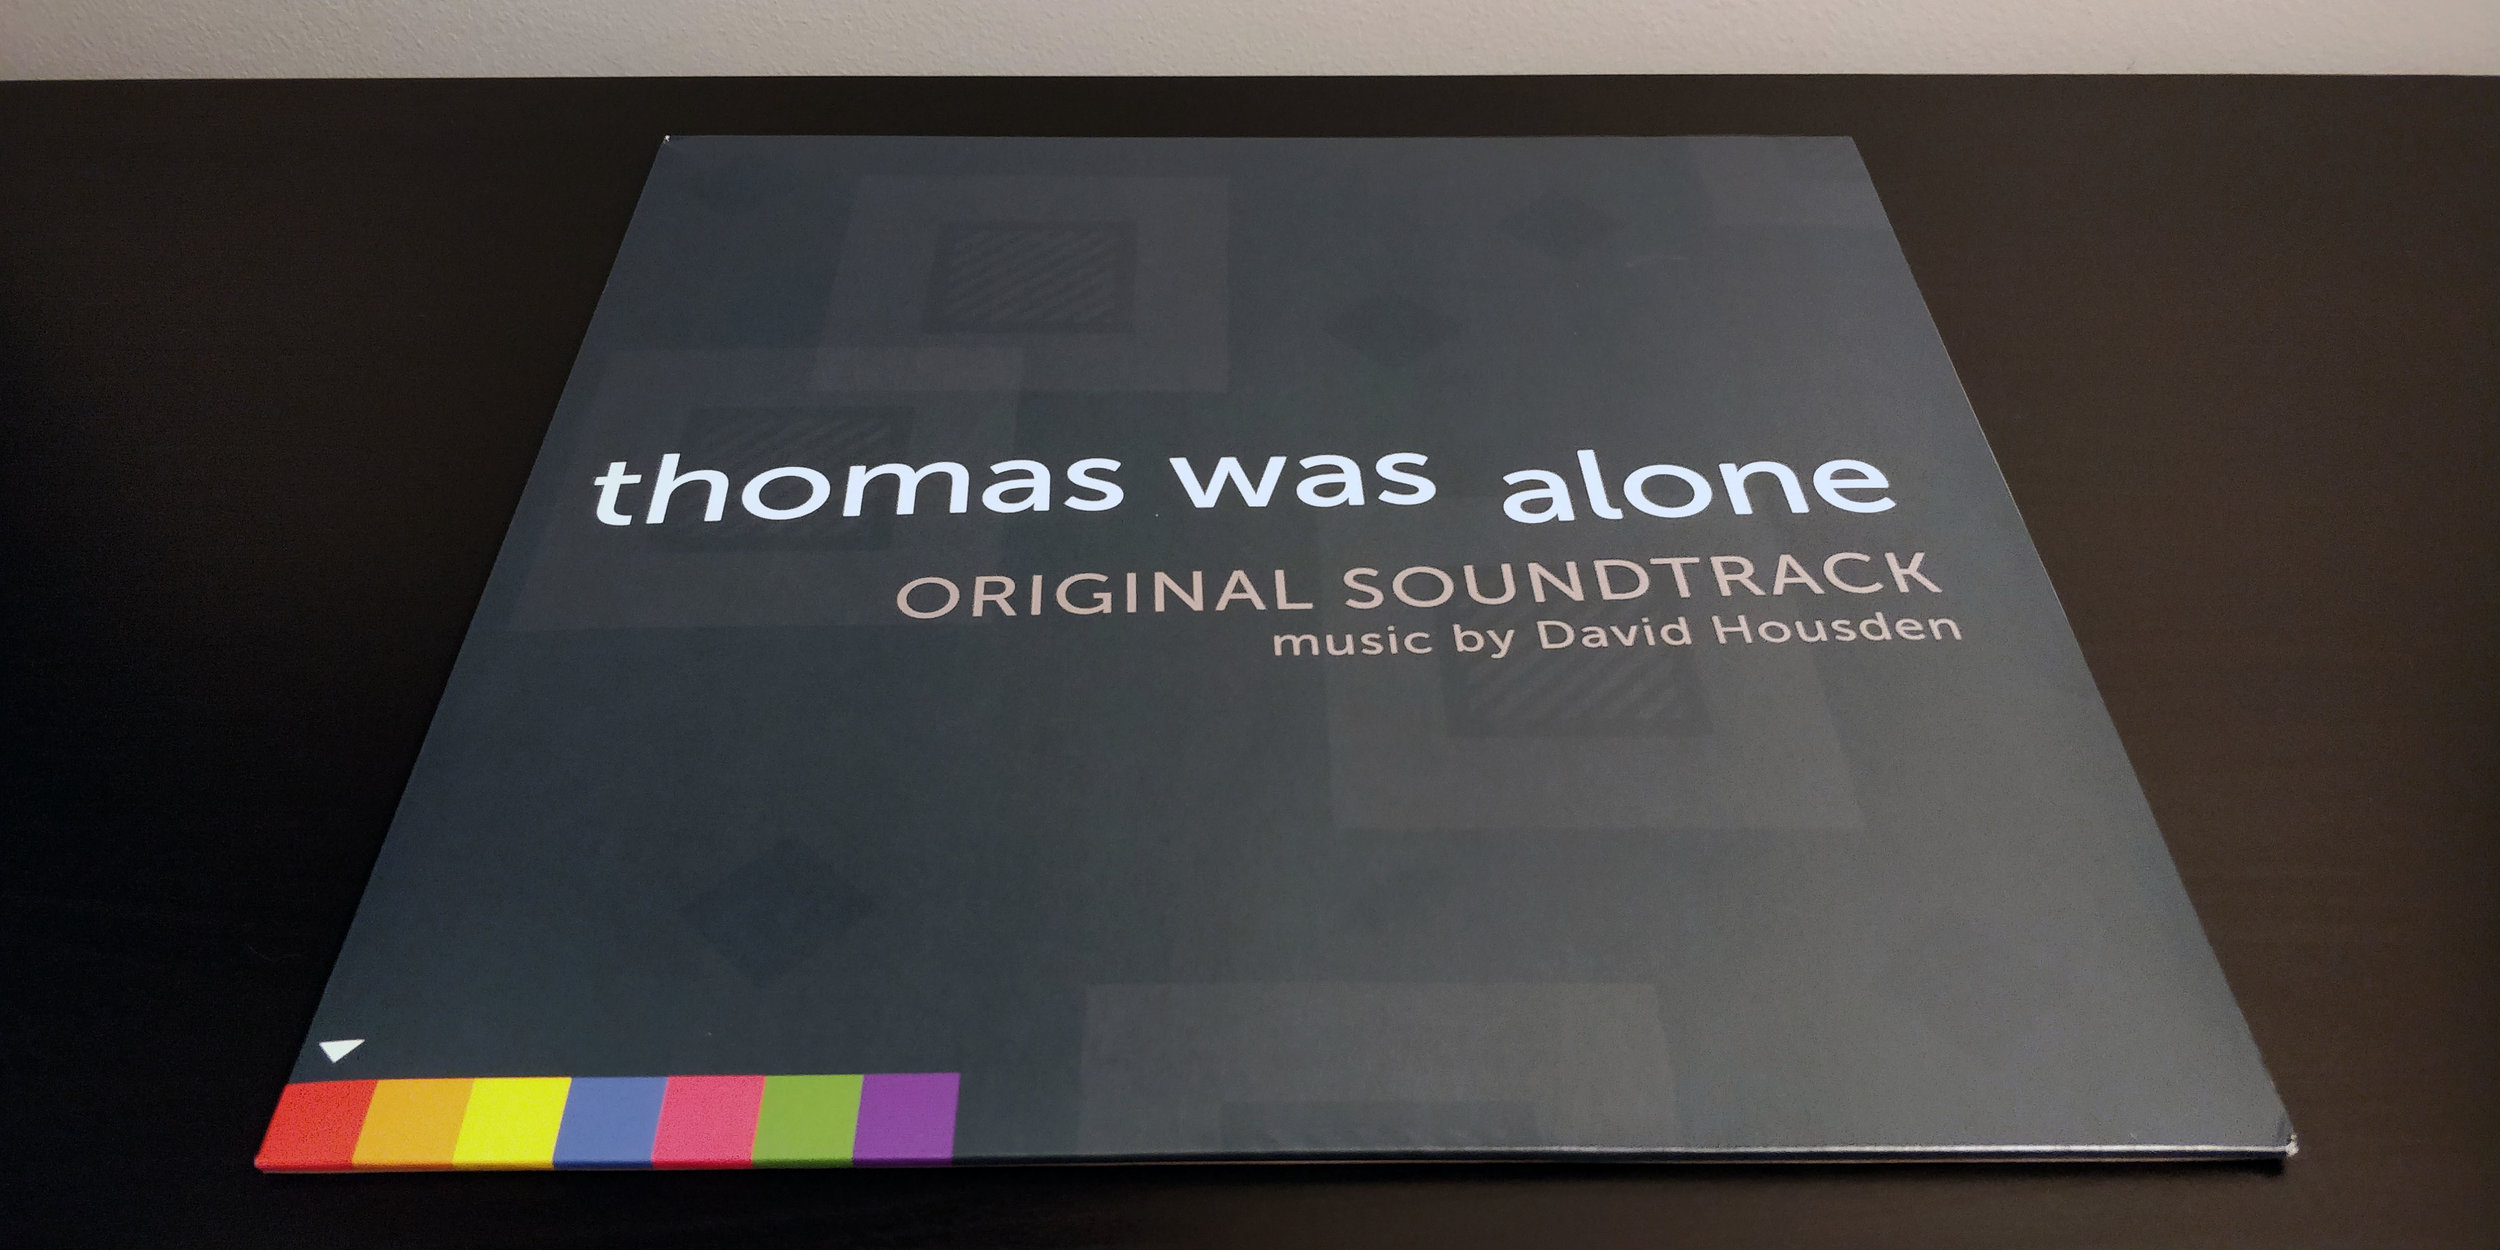 thomas was alone
ORIGINAL SOUNDTRACK
music by David Housden